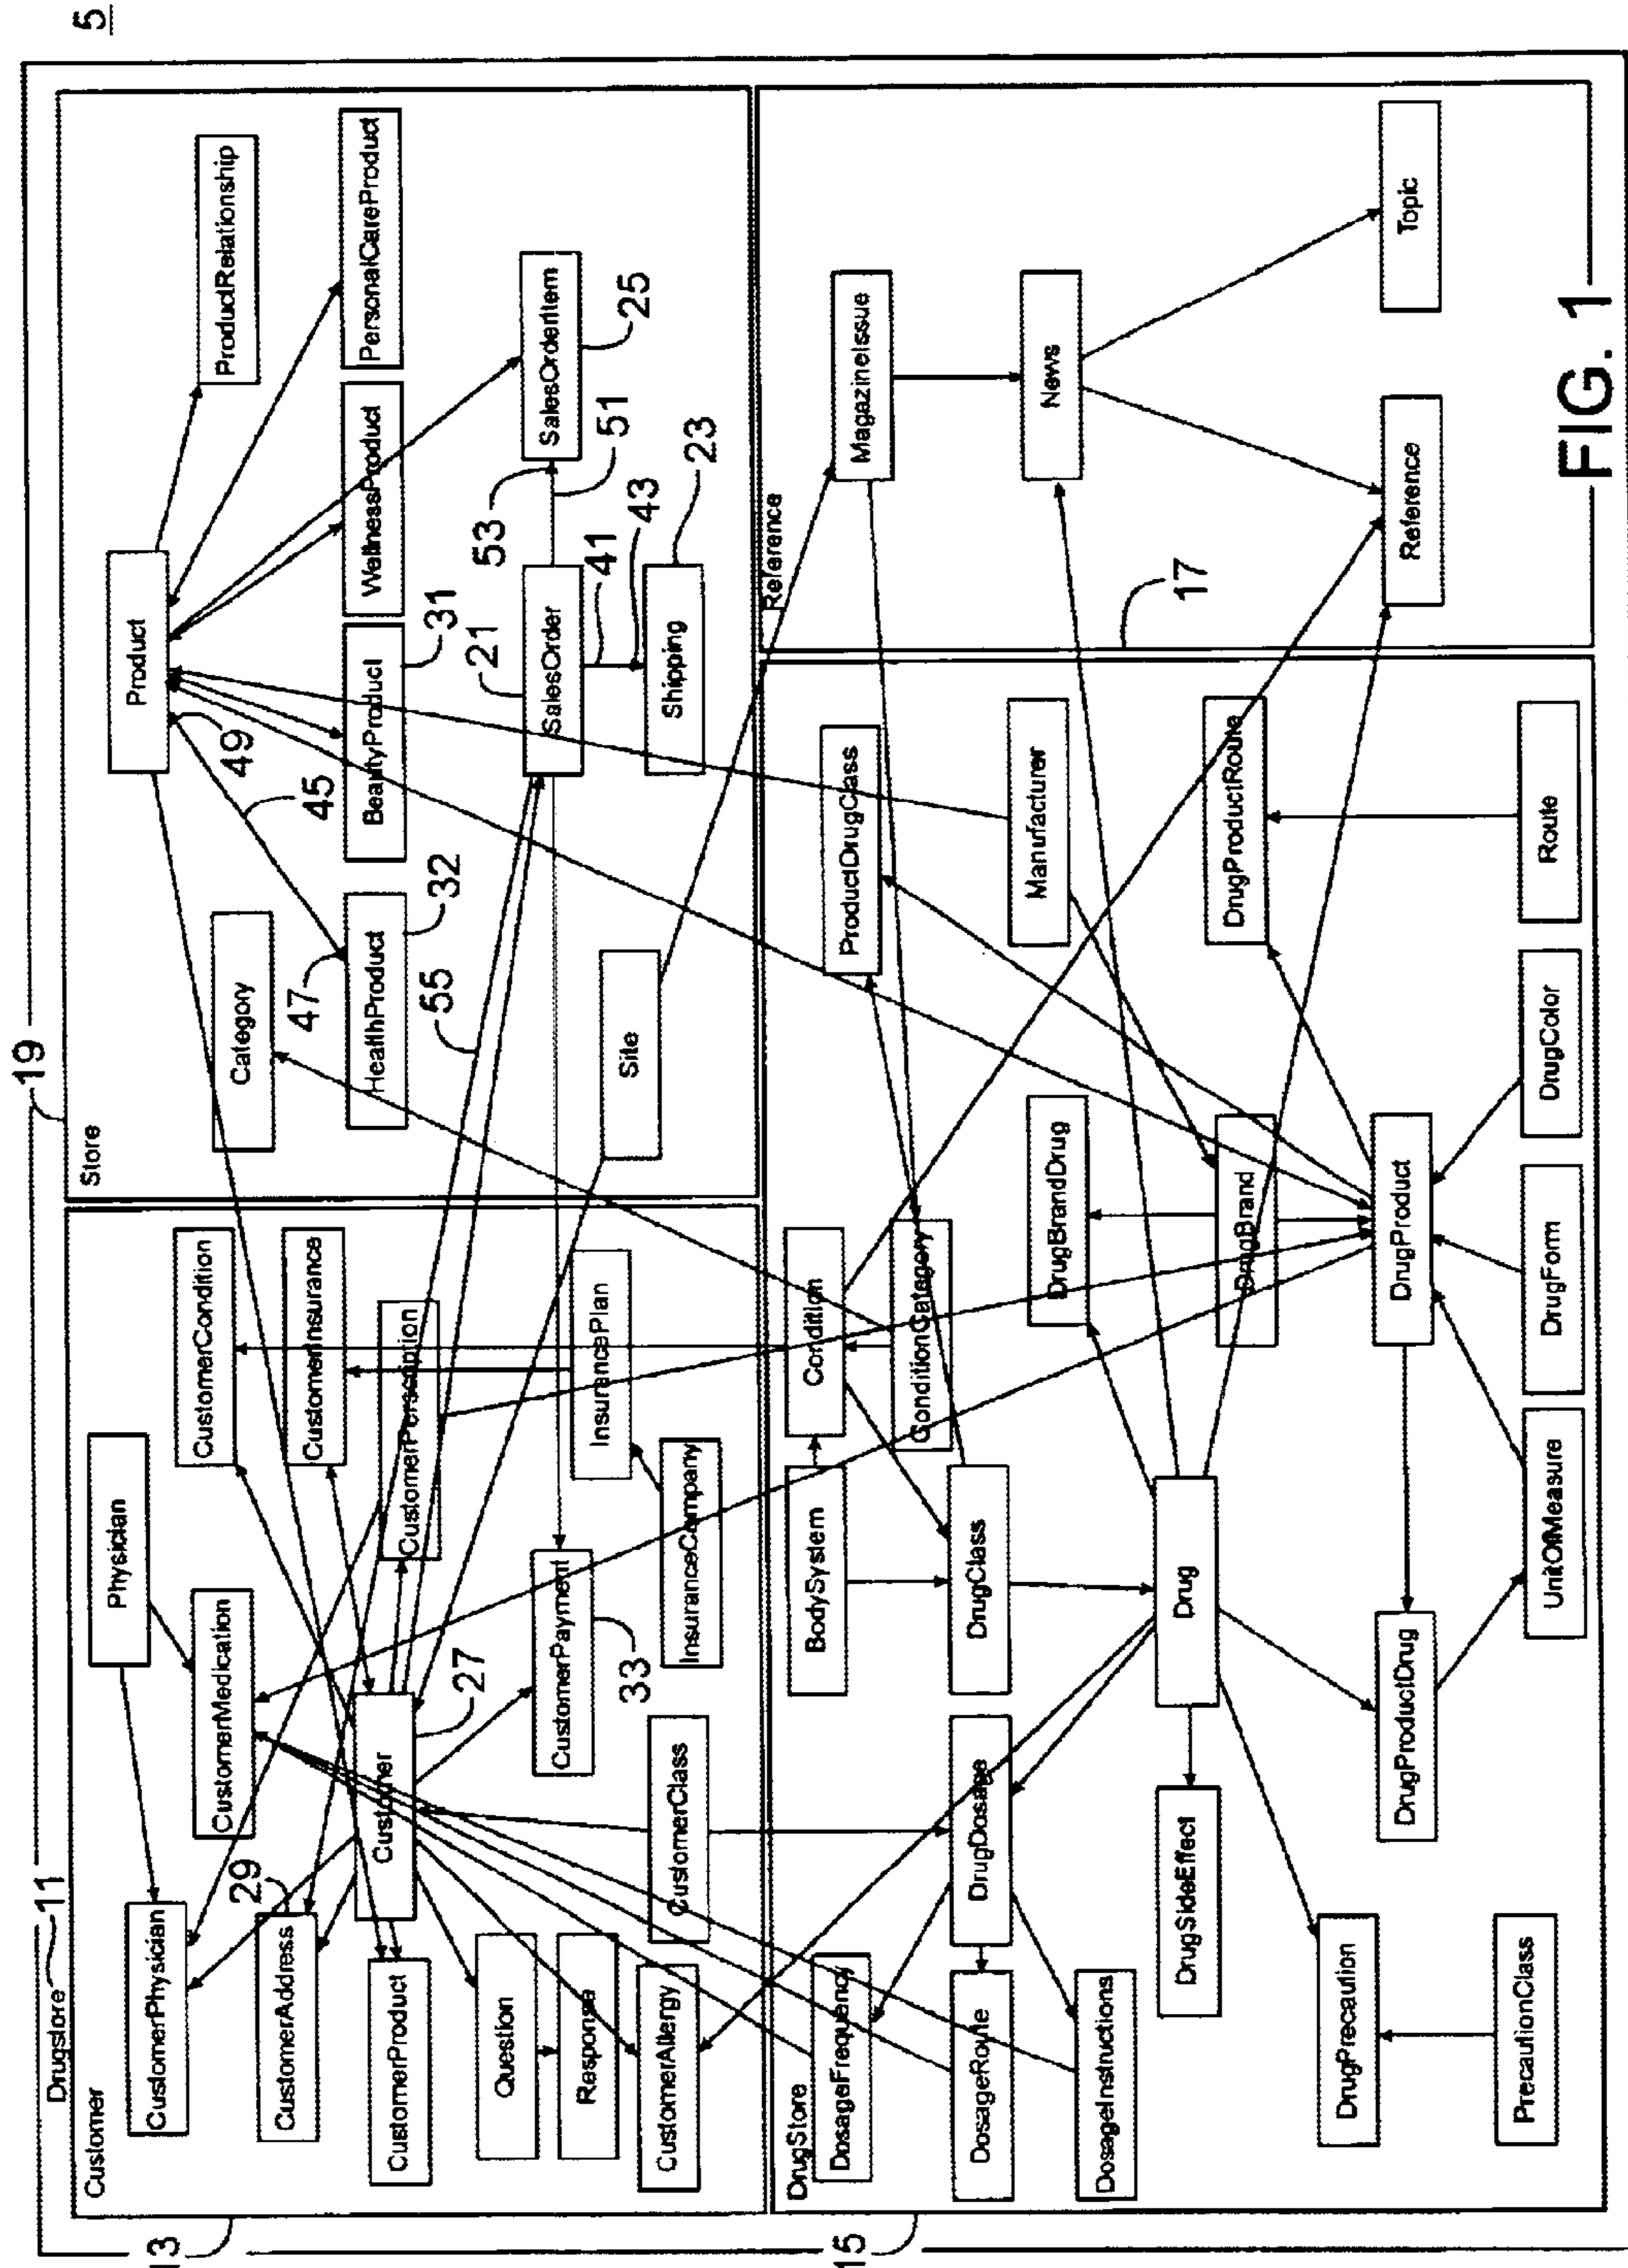 5
19
Drugstore
11
Customer
13
Physician
CustomerPhysician
CustomerMedication
CustomerCondition
29
CustomerAddress
CustomerInsurance
Customer
27
CustomerPerscription
CustomerProduct
Question
Response
CustomerPayment
33
InsurancePlan
CustomerClass
InsuranceCompany
CustomerAllergy
Store
Product
ProductRelationship
Category
49
45
47
HealthProduct
32
BeautyProduct
31
WellnessProduct
PersonalCareProduct
55
21
SalesOrder
53
51
SalesOrderItem
25
41
43
Site
Shipping
23
DrugStore
15
DosageFrequency
BodySystem
Condition
ProductDrugClass
ConditionCategory
DosageRoute
DrugDosage
DrugClass
DrugBrandDrug
Manufacturer
DosageInstructions
DrugSideEffect
Drug
DrugBrand
DrugProductRoute
DrugPrecaution
DrugProductDrug
DrugProduct
PrecautionClass
UnitOfMeasure
DrugForm
DrugColor
Route
Reference
17
MagazineIssue
News
Reference
Topic
FIG. 1